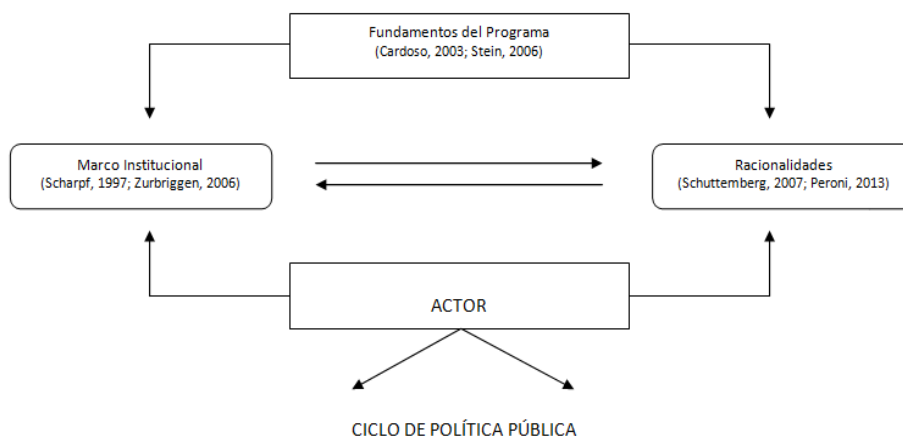 Fundamentos del Programa
(Cardoso, 2003; Stein, 2006)
Marco Institucional
(Scharpf, 1997; Zurbriggen, 2006)
Racionalidades
(Schuttemberg, 2007; Peroni, 2013)
ACTOR
CICLO DE POLÍTICA PÚBLICA